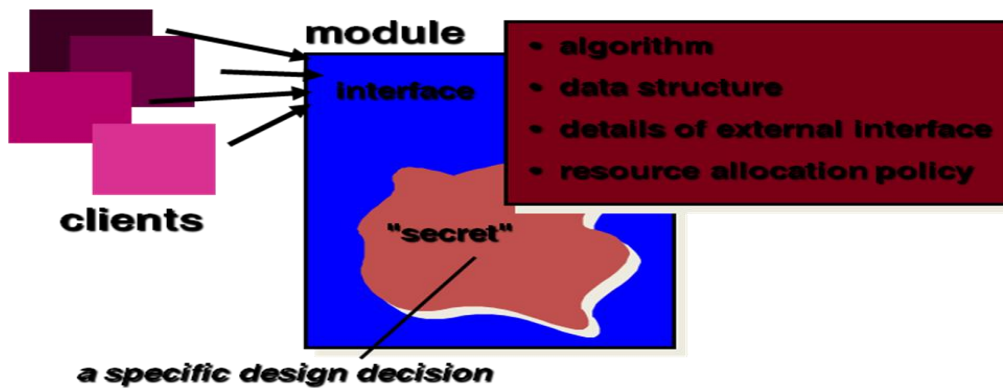 module
• algorithm
• data structure
• details of external interface
• resource allocation policy
interface
clients
"secret"
a specific design decision